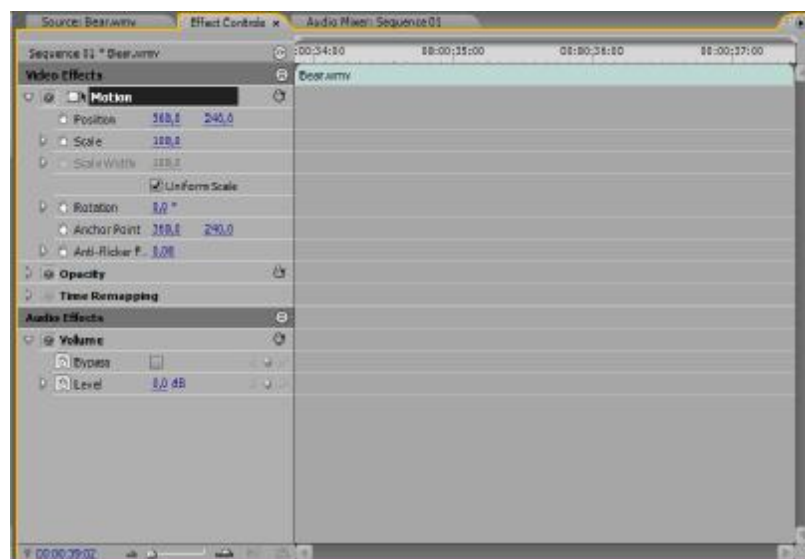 Source: Bear.wmv Effect Controls × Audio Mixer: Sequence 01
Sequence 01 * Bear.wmv
:00;34:00 00:00;35:00 00:00;36:00 00:00;37:00
Video Effects
Bear.wmv
Motion
Position 360,0 240,0
Scale 100,0
Scale Width 100,0
Uniform Scale
Rotation 0,0 °
Anchor Point 360,0 240,0
Anti-flicker F... 0,00
Opacity
Time Remapping
Audio Effects
Volume
Bypass
Level 0,0 dB
00:00:39:02